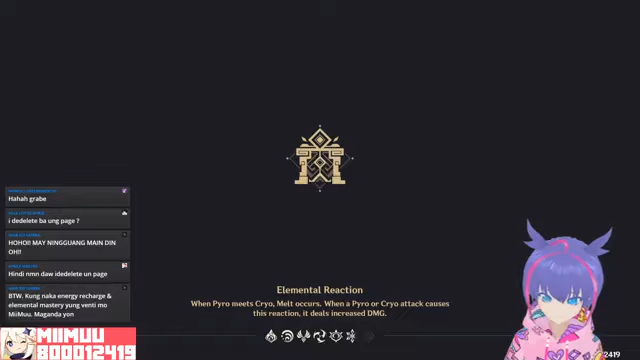 Hahah grabe
i dedelete ba ung page ?
HOHO!! MAY NINGGUANG MAIN DIN
OH!!
Hindi nmn daw idedelete un page
BTW. Kung naka energy recharge &
elemental mastery yung venti mo
MiiMuu. Maganda yon
Elemental Reaction
When Pyro meets Cryo, Melt occurs. When a Pyro or Cryo attack causes
this reaction, it deals increased DMG.
MIIMUU
800012419
2419